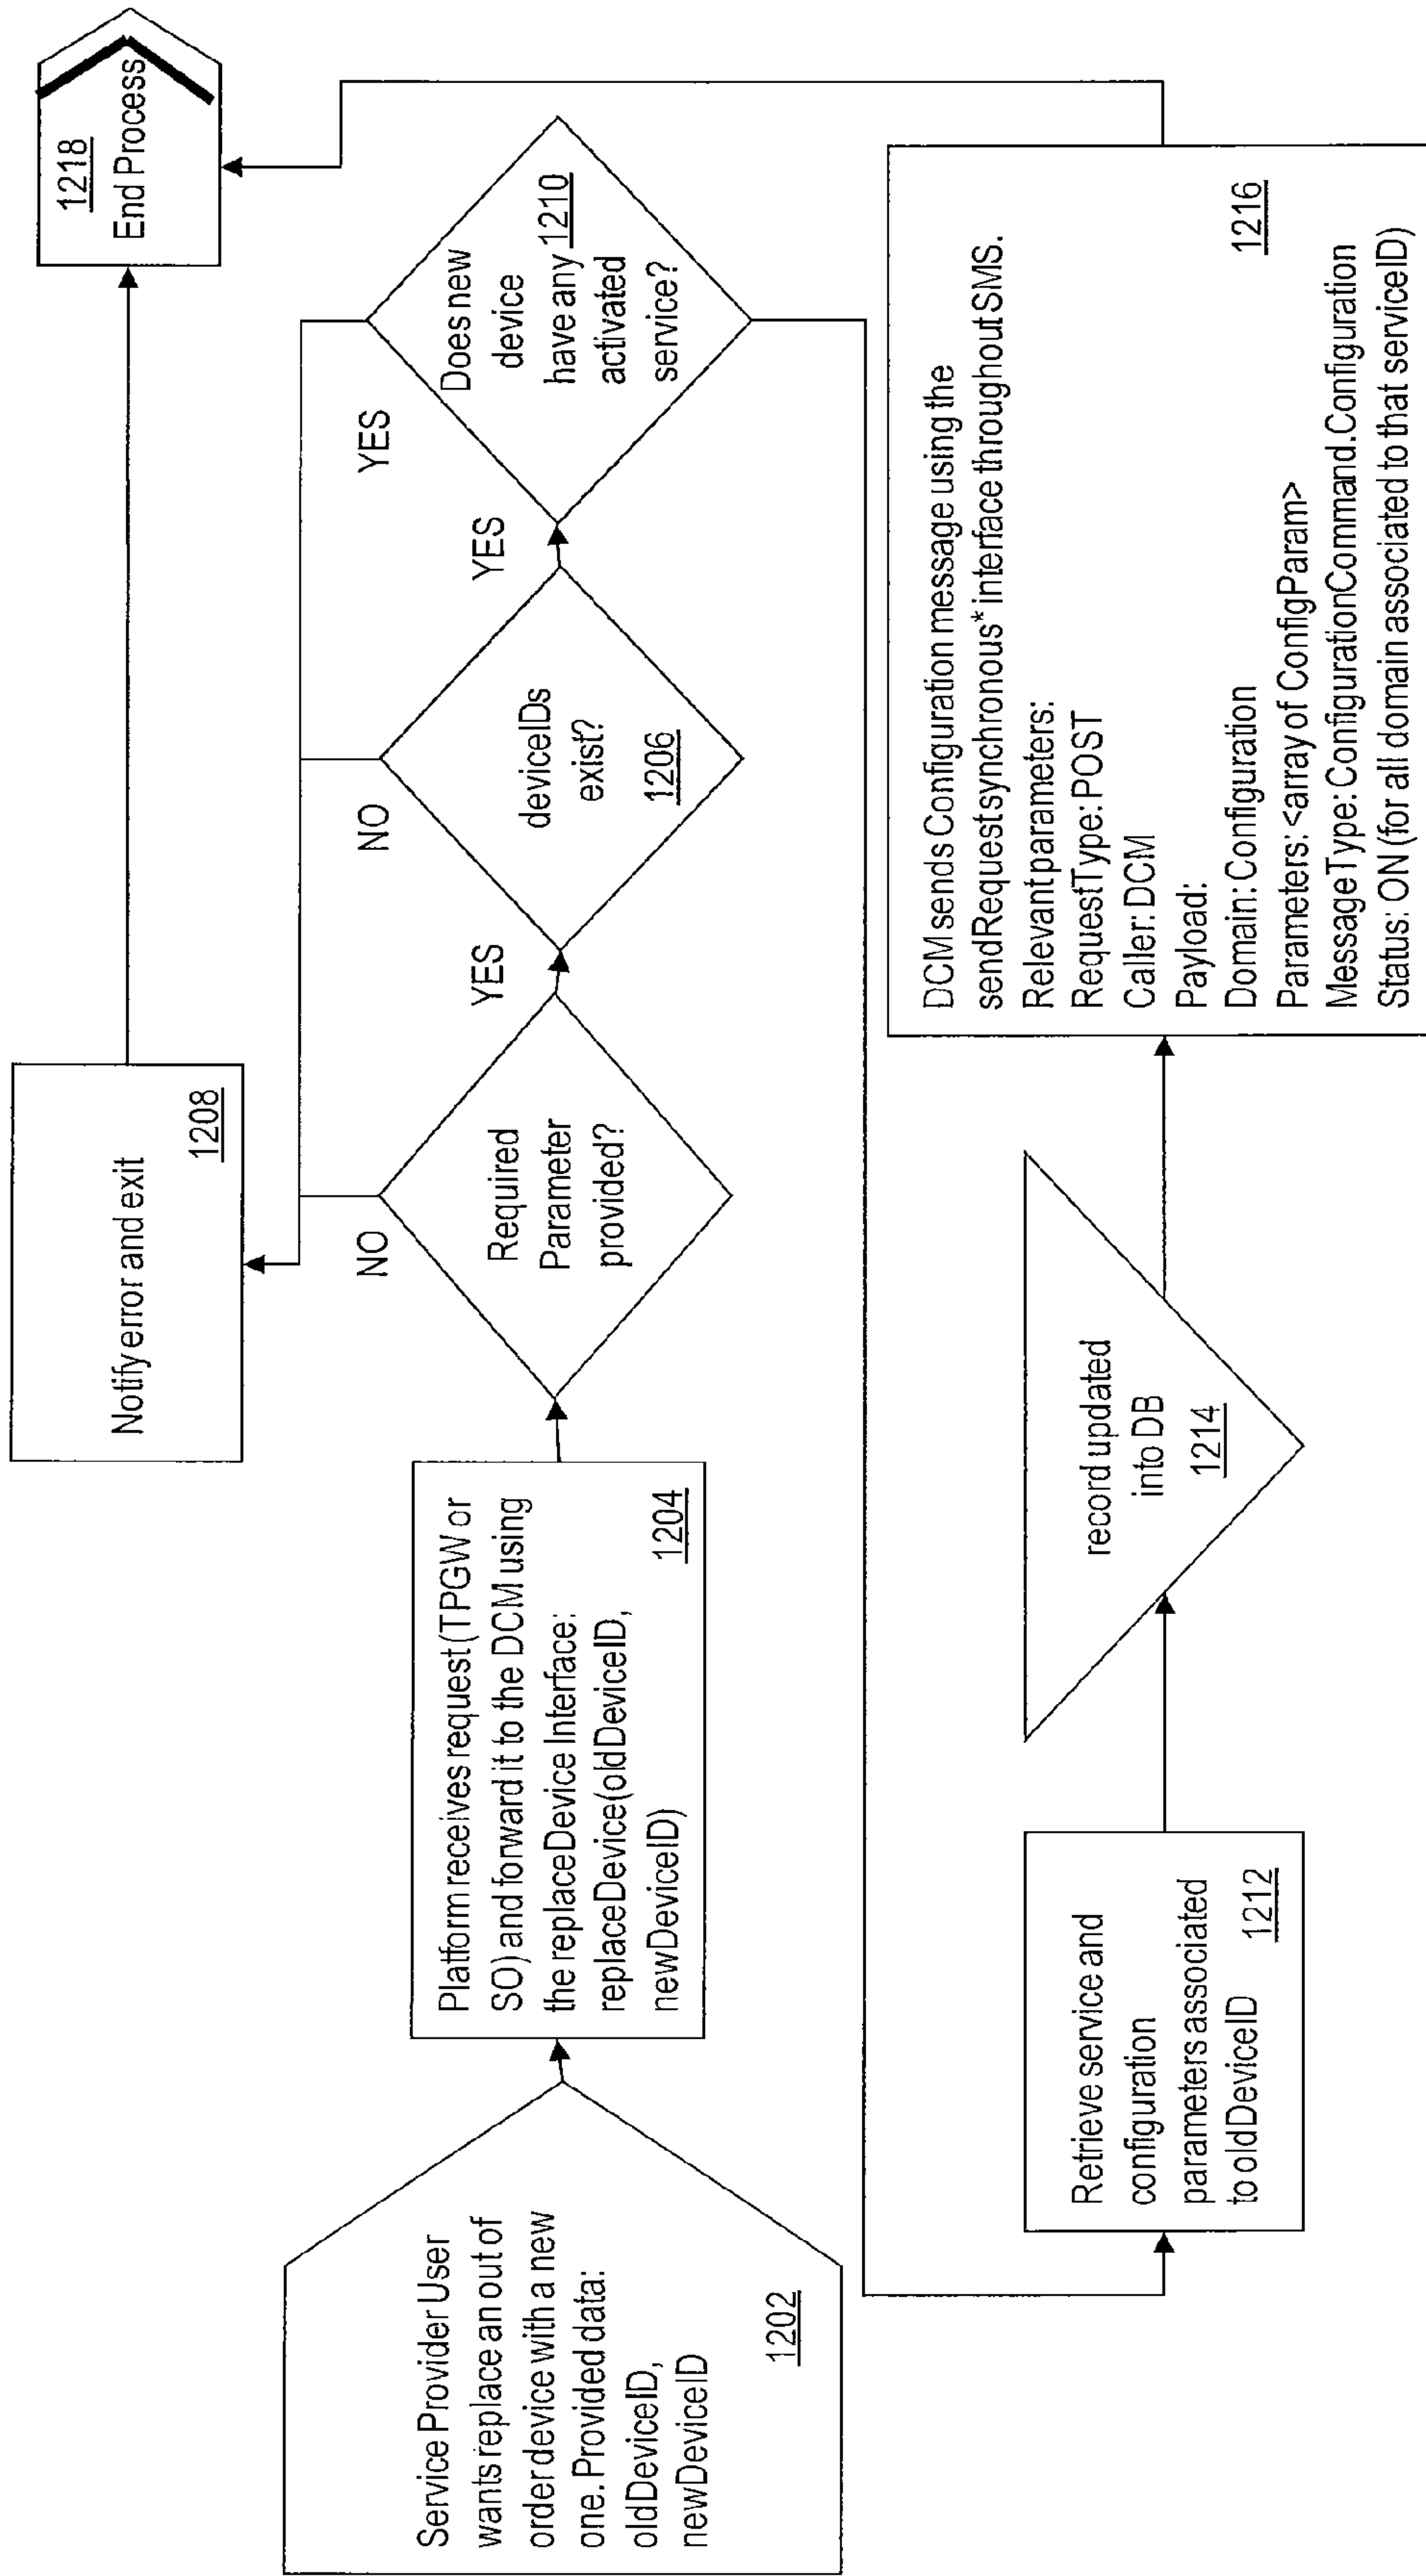 Service Provider User
wants replace an out of
order device with a new
one. Provided data:
oldDeviceID,
newDeviceID
1202
Platform receives request (TPGW or
SO) and forward it to the DCM using
the replaceDevice Interface:
replaceDevice(oldDeviceID,
newDeviceID)
1204
Required
Parameter
provided?
NO
YES
deviceIDs
exist?
1206
NO
YES
Does new
device
have any 1210
activated
service?
YES
Notify error and exit
1208
1218
End Process
Retrieve service and
configuration
parameters associated
to oldDeviceID 1212
record updated
into DB
1214
DCM sends Configuration message using the
sendRequestsynchronous* interface throughout SMS.
Relevant parameters:
RequestType: POST
Caller: DCM
Payload:
Domain: Configuration
Parameters: <array of ConfigParam>
MessageType: ConfigurationCommand.Configuration
Status: ON (for all domain associated to that serviceID)
1216